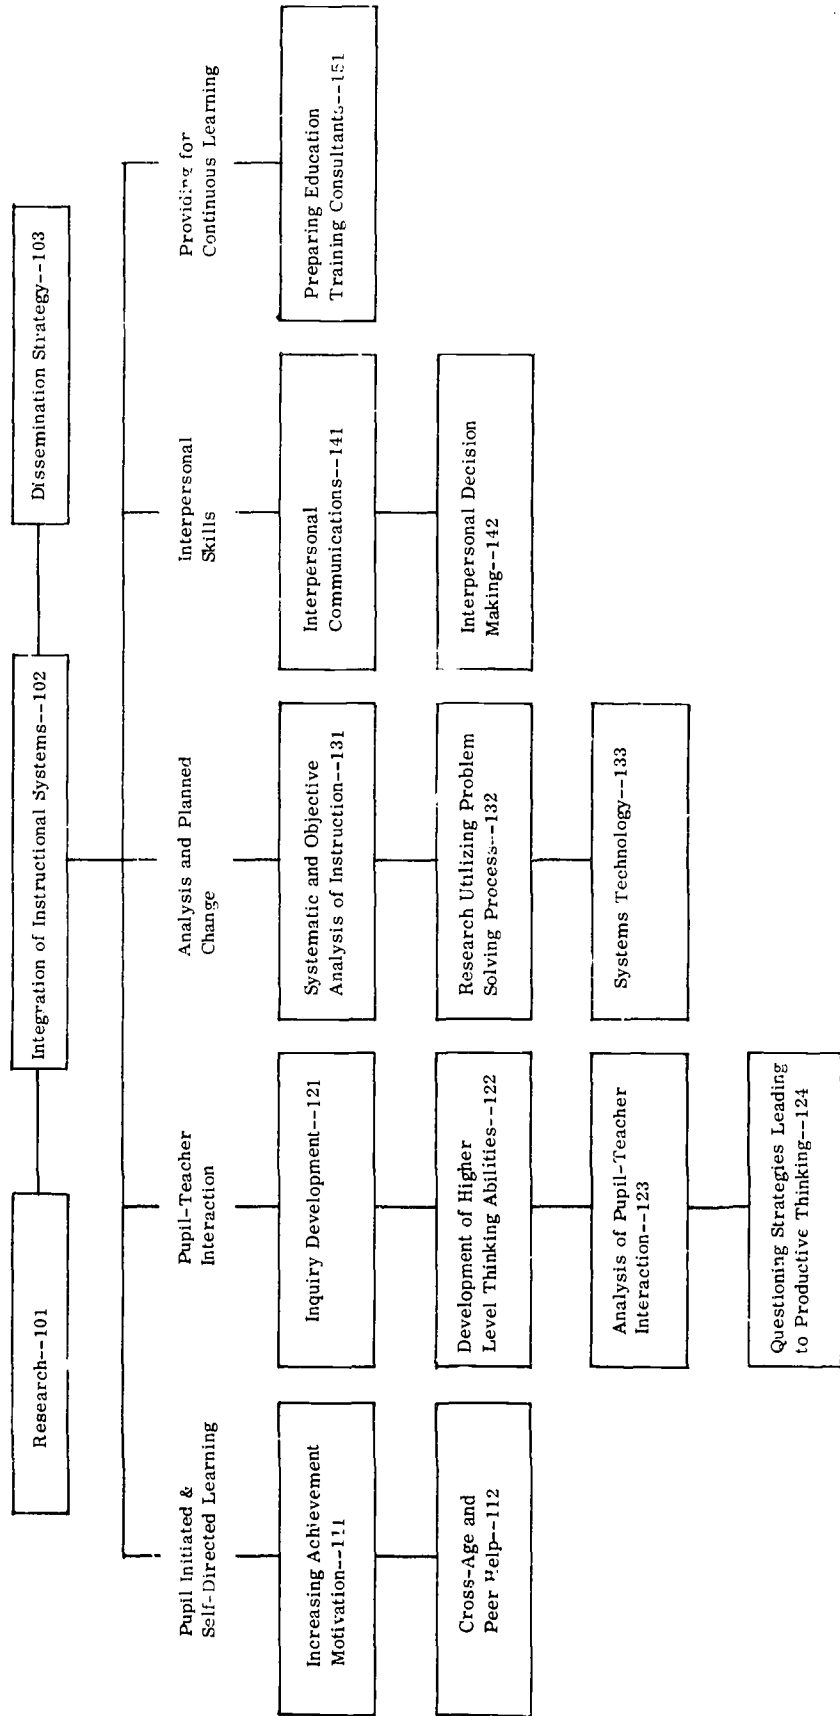 Research--101
Integration of Instructional Systems--102
Dissemination Strategy--103
Pupil Initiated &
Self-Directed Learning
Pupil-Teacher
Interaction
Analysis and Planned
Change
Interpersonal
Skills
Providing for
Continuous Learning
Increasing Achievement
Motivation--111
Cross-Age and
Peer Help--112
Inquiry Development--121
Development of Higher
Level Thinking Abilities--122
Analysis of Pupil-Teacher
Interaction--123
Questioning Strategies Leading
to Productive Thinking--124
Systematic and Objective
Analysis of Instruction--131
Research Utilizing Problem
Solving Process--132
Systems Technology--133
Interpersonal
Communications--141
Interpersonal Decision
Making--142
Preparing Education
Training Consultants--151